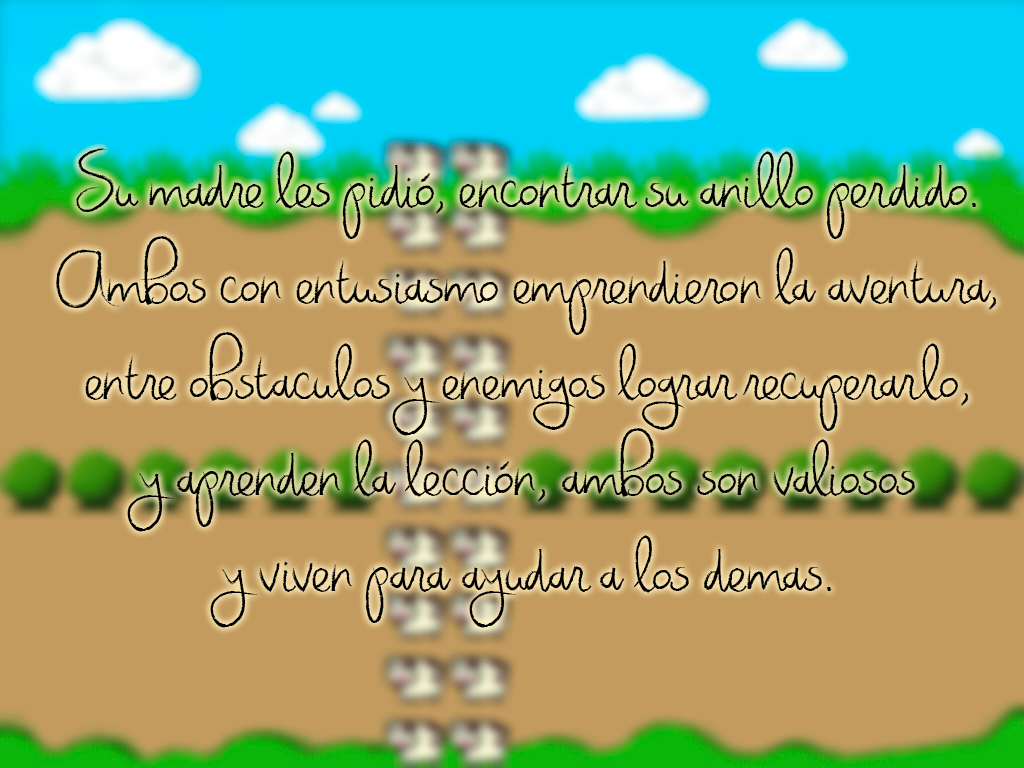 Su madre les pidió, encontrar su anillo perdido.
Ambos con entusiasmo emprendieron la aventura,
entre obstaculos y enemigos lograr recuperarlo,
y aprenden la lección, ambos son valiosos
y viven para ayudar a los demas.